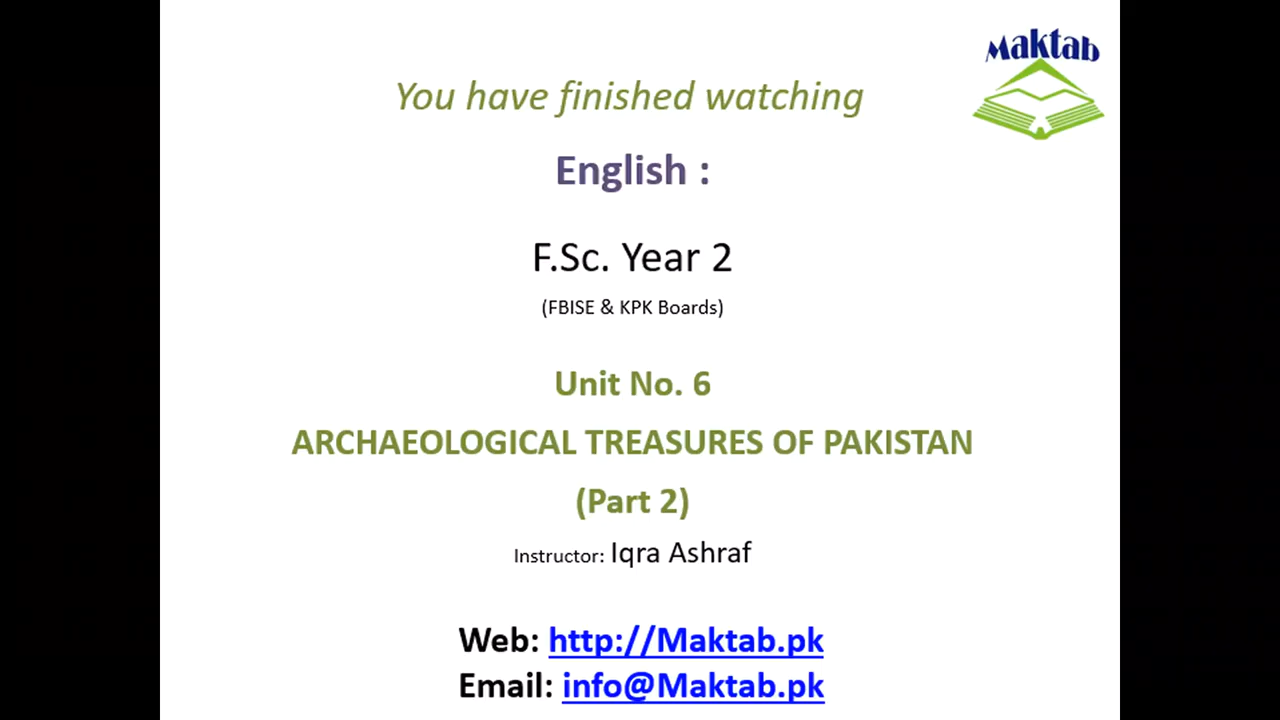 Maktab
You have finished watching
English :
F.Sc. Year 2
(FBISE & KPK Boards)
Unit No. 6
ARCHAEOLOGICAL TREASURES OF PAKISTAN
(Part 2)
Instructor: Iqra Ashraf
Web: http://Maktab.pk
Email: info@Maktab.pk